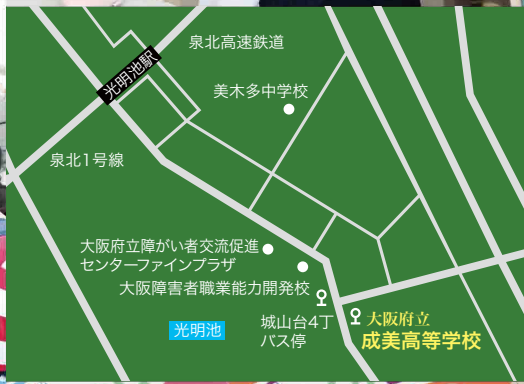 泉北高速鉄道
光明池駅
美木多中学校
泉北1号線
大阪府立障がい者交流促進
センターファインプラザ
大阪障害者職業能力開発校
光明池
城山台4丁
バス停
大阪府立
成美高等学校